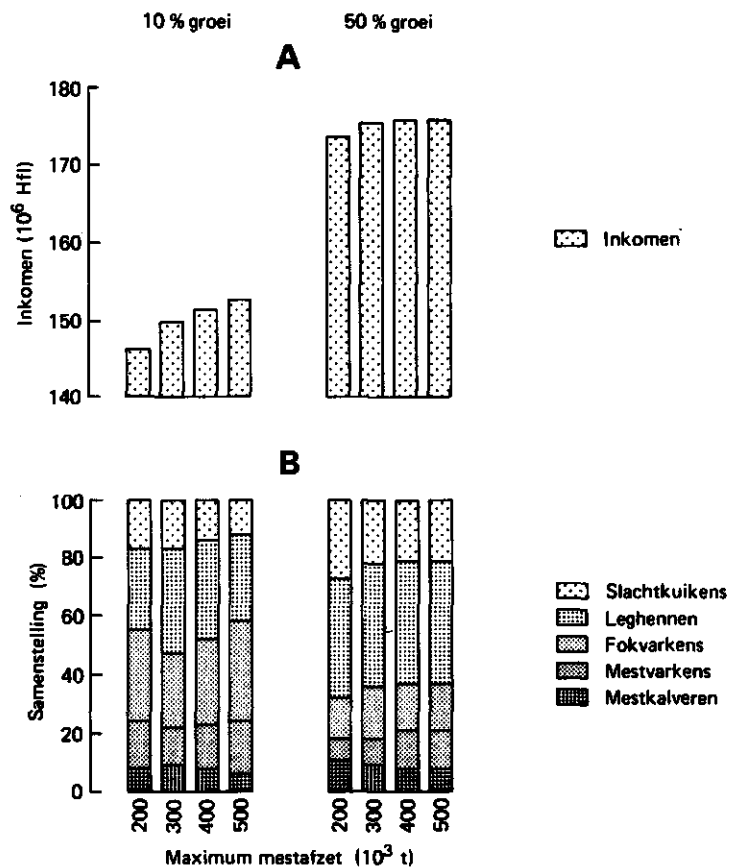 10 % groei
50 % groei
A
180
170
160
150
140
Inkomen (10⁶ Hfl)
Inkomen
B
100
80
60
40
20
0
Samenstelling (%)
Slachtkuikens
Leghennen
Fokvarkens
Mestvarkens
Mestkalveren
200
300
400
500
200
300
400
500
Maximum mestafzet (10³ t)